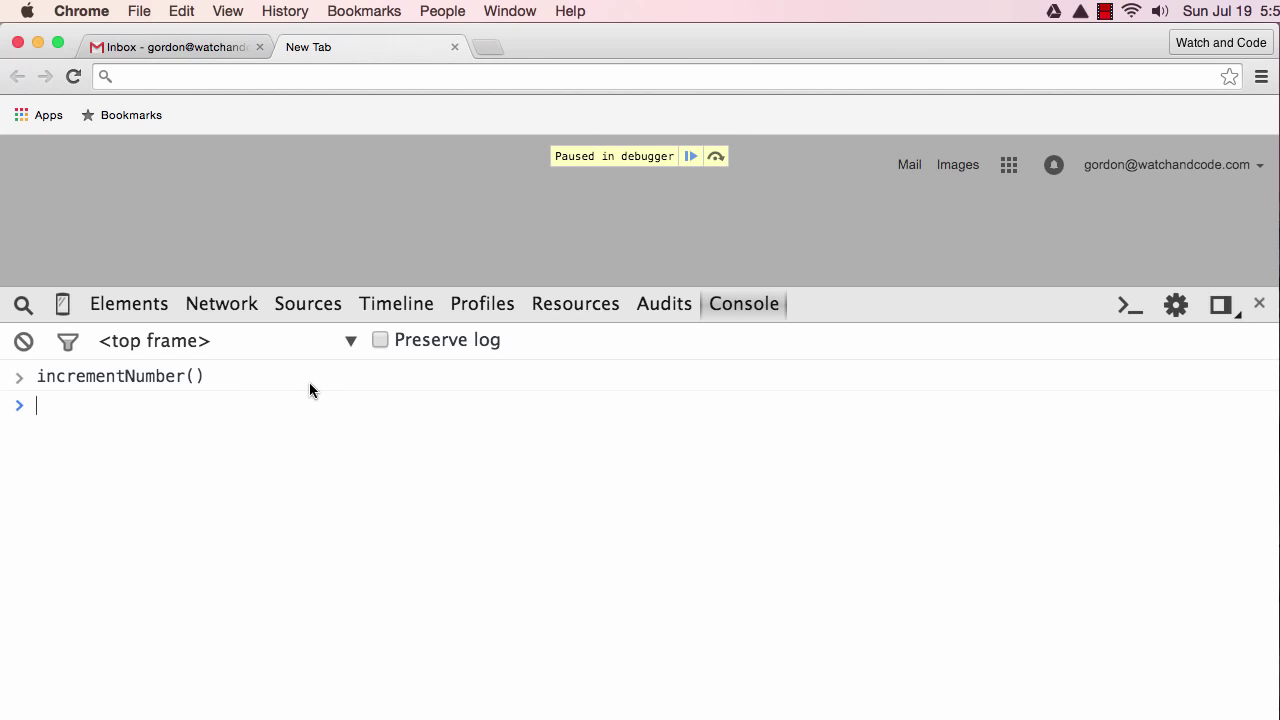 Chrome File Edit View History Bookmarks People Window Help Sun Jul 19 5:5
Inbox - gordon@watchand New Tab Watch and Code
Apps Bookmarks
Paused in debugger
Mail Images gordon@watchandcode.com
Elements Network Sources Timeline Profiles Resources Audits Console
<top frame> Preserve log
> incrementNumber()
>